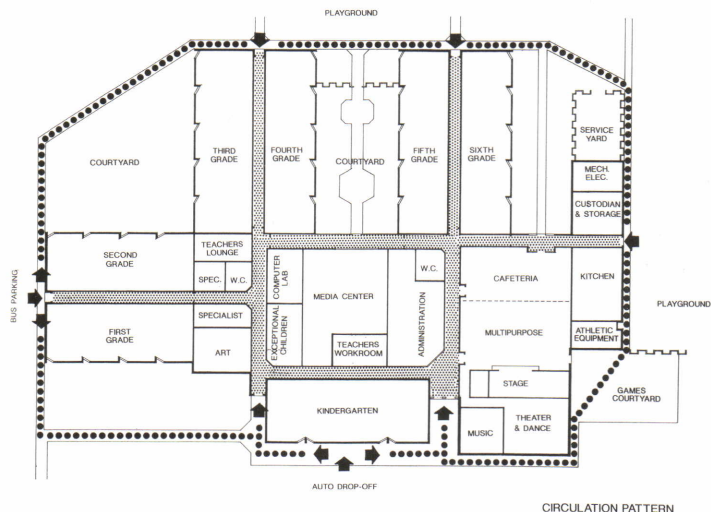 PLAYGROUND
SERVICE
YARD
COURTYARD
THIRD
GRADE
FOURTH
GRADE
COURTYARD
FIFTH
GRADE
SIXTH
GRADE
MECH.
ELEC.
CUSTODIAN
& STORAGE
SECOND
GRADE
TEACHERS
LOUNGE
SPEC.
W.C.
COMPUTER
LAB
MEDIA CENTER
W.C.
CAFETERIA
KITCHEN
BUS PARKING
PLAYGROUND
FIRST
GRADE
SPECIALIST
ART
EXCEPTIONAL
CHILDREN
TEACHERS
WORKROOM
ADMINISTRATION
MULTIPURPOSE
ATHLETIC
EQUIPMENT
STAGE
GAMES
COURTYARD
KINDERGARTEN
MUSIC
THEATER
& DANCE
AUTO DROP-OFF
CIRCULATION PATTERN